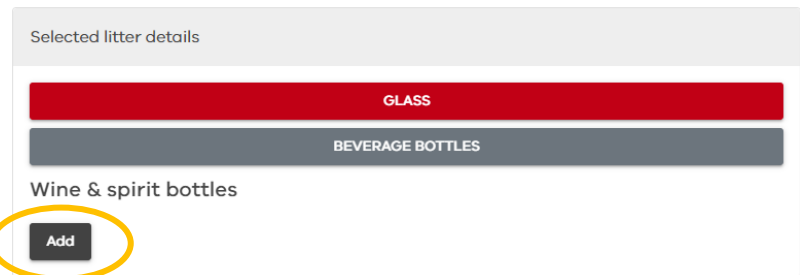 Selected litter details
GLASS
BEVERAGE BOTTLES
Wine & spirit bottles
Add